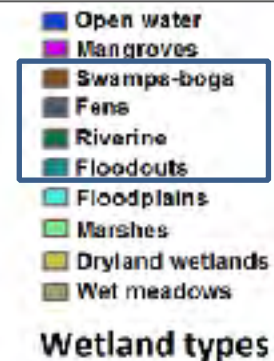 Open water
Mangroves
Swamps-bogs
Fens
Riverine
Floodouts
Floodplains
Marshes
Dryland wetlands
Wet meadows
Wetland types